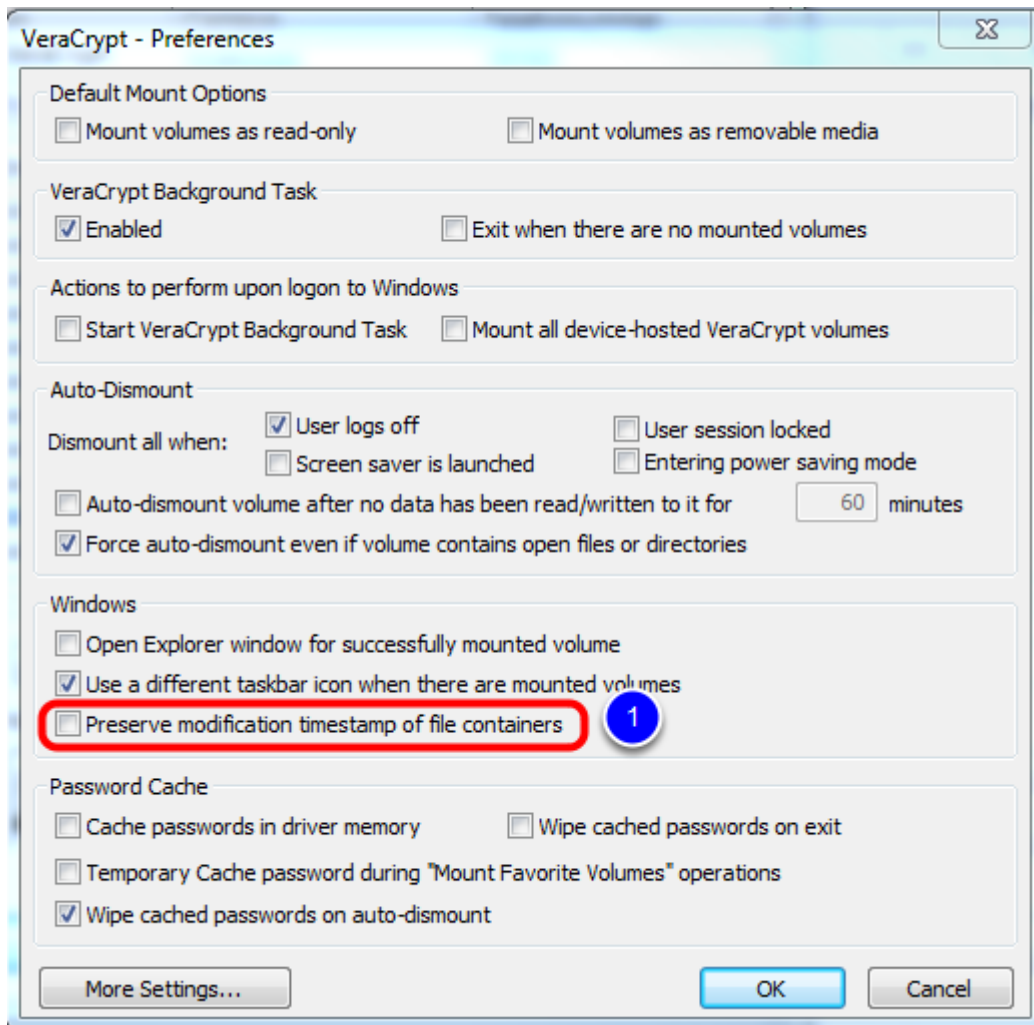 VeraCrypt - Preferences
Default Mount Options
Mount volumes as read-only
Mount volumes as removable media
VeraCrypt Background Task
Enabled
Exit when there are no mounted volumes
Actions to perform upon logon to Windows
Start VeraCrypt Background Task
Mount all device-hosted VeraCrypt volumes
Auto-Dismount
Dismount all when:
User logs off
User session locked
Screen saver is launched
Entering power saving mode
Auto-dismount volume after no data has been read/written to it for 60 minutes
Force auto-dismount even if volume contains open files or directories
Windows
Open Explorer window for successfully mounted volume
Use a different taskbar icon when there are mounted volumes
Preserve modification timestamp of file containers
1
Password Cache
Cache passwords in driver memory
Wipe cached passwords on exit
Temporary Cache password during "Mount Favorite Volumes" operations
Wipe cached passwords on auto-dismount
More Settings...
OK
Cancel